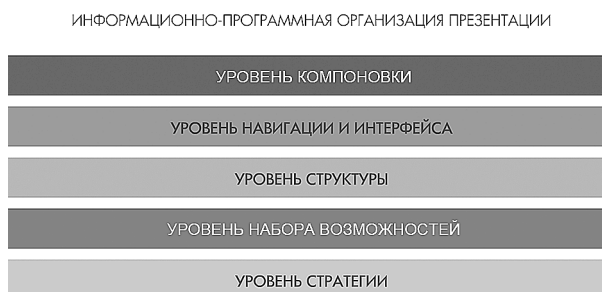 ИНФОРМАЦИОННО-ПРОГРАММНАЯ ОРГАНИЗАЦИЯ ПРЕЗЕНТАЦИИ
УРОВЕНЬ КОМПОНОВКИ
УРОВЕНЬ НАВИГАЦИИ И ИНТЕРФЕЙСА
УРОВЕНЬ СТРУКТУРЫ
УРОВЕНЬ НАБОРА ВОЗМОЖНОСТЕЙ
УРОВЕНЬ СТРАТЕГИИ